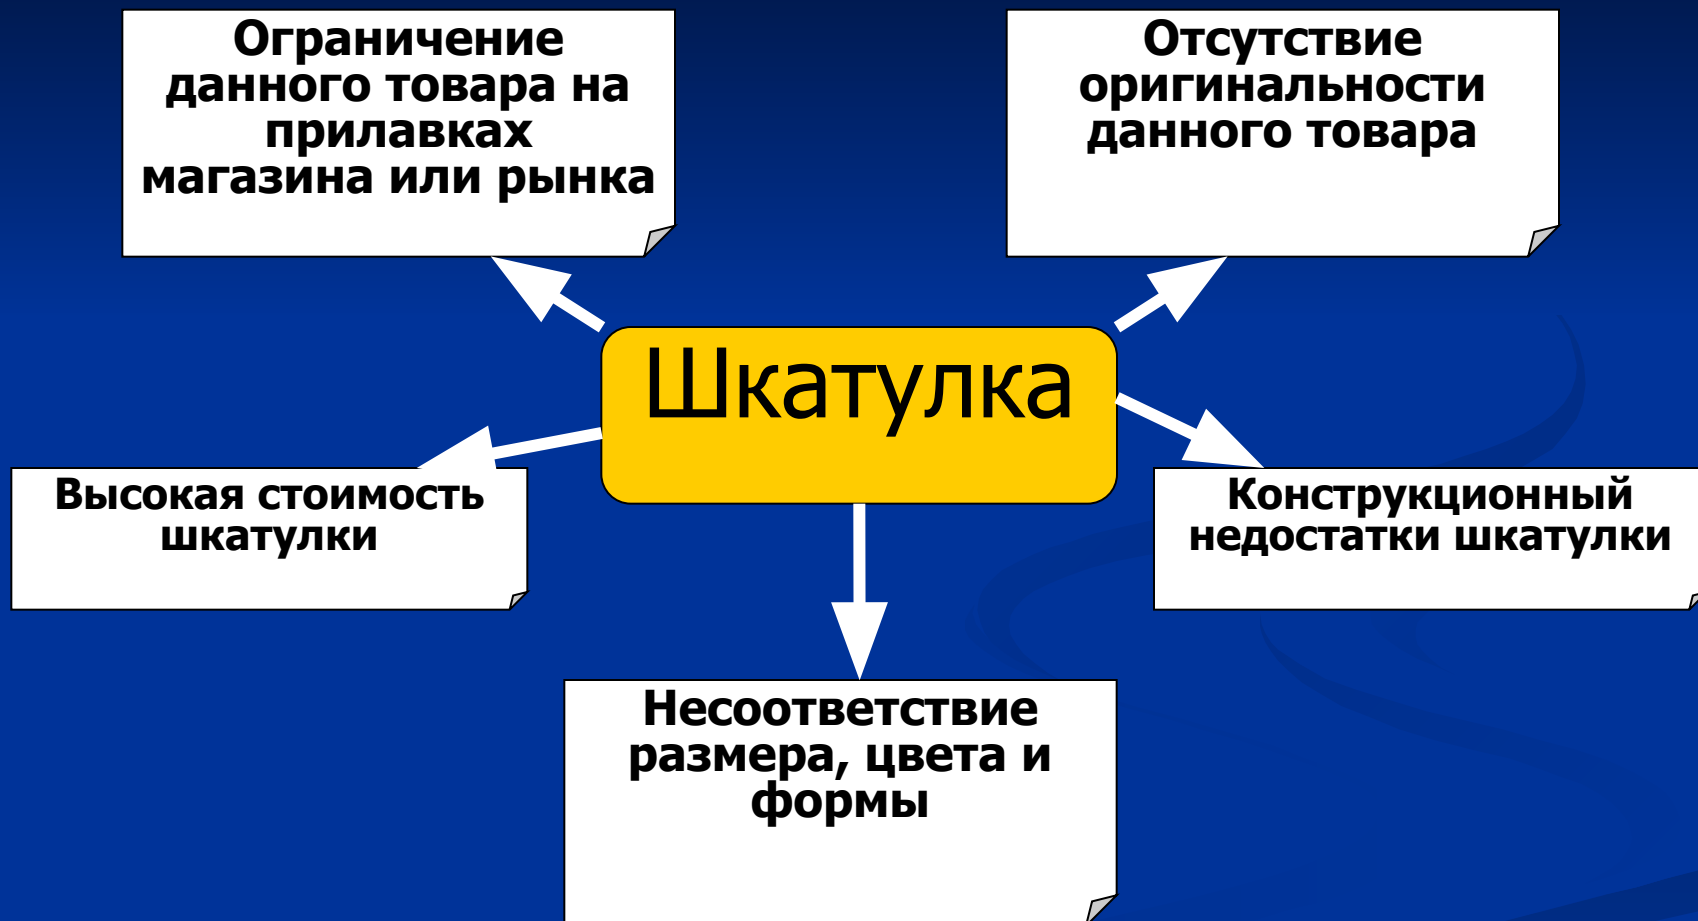 Ограничение
данного товара на
прилавках
магазина или рынка
Отсутствие
оригинальности
данного товара
Шкатулка
Высокая стоимость
шкатулки
Конструкционный
недостатки шкатулки
Несоответствие
размера, цвета и
формы